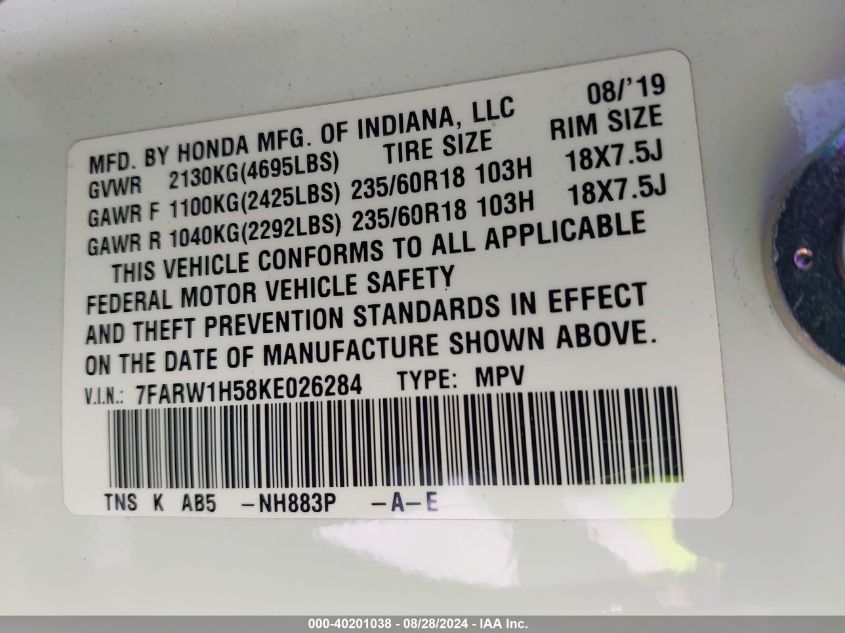 08/'19
MFD. BY HONDA MFG. OF INDIANA, LLC
GVWR 2130KG(4695LBS) TIRE SIZE RIM SIZE
GAWR F 1100KG(2425LBS) 235/60R18 103H 18X7.5J
GAWR R 1040KG(2292LBS) 235/60R18 103H 18X7.5J
THIS VEHICLE CONFORMS TO ALL APPLICABLE
FEDERAL MOTOR VEHICLE SAFETY
AND THEFT PREVENTION STANDARDS IN EFFECT
ON THE DATE OF MANUFACTURE SHOWN ABOVE.
V.I.N.: 7FARW1H58KE026284 TYPE: MPV
TNS K AB5 -NH883P -A-E
000-40201038 - 08/28/2024 - IAA Inc.